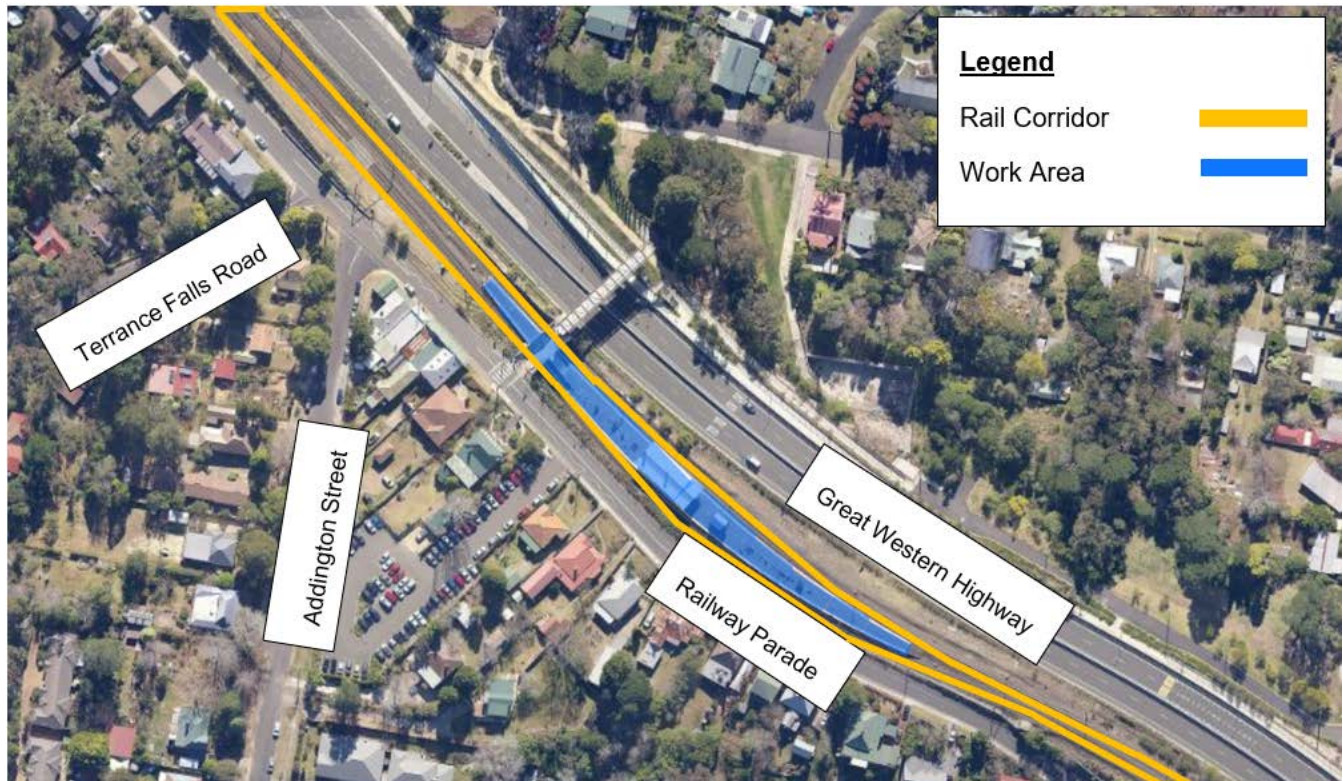 Legend
Rail Corridor
Work Area
Terrance Falls Road
Addington Street
Great Western Highway
Railway Parade